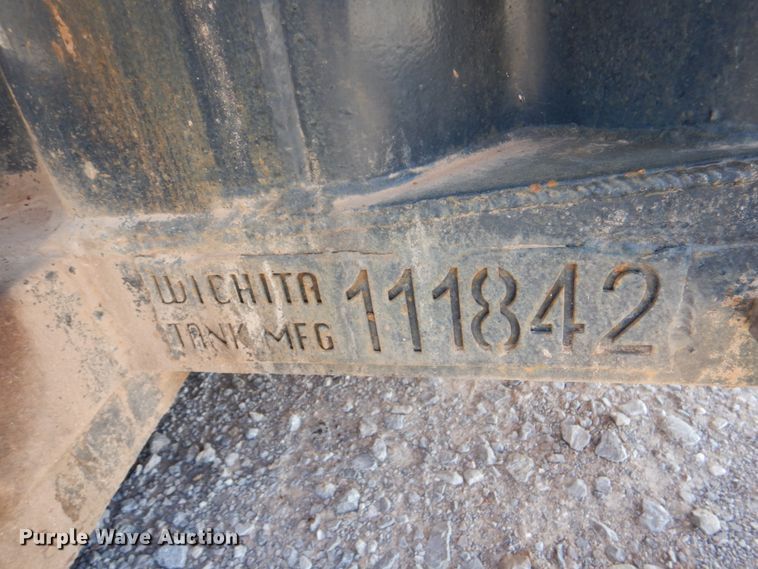 WICHITA 111842
TANK MFG
Purple Wave Auction